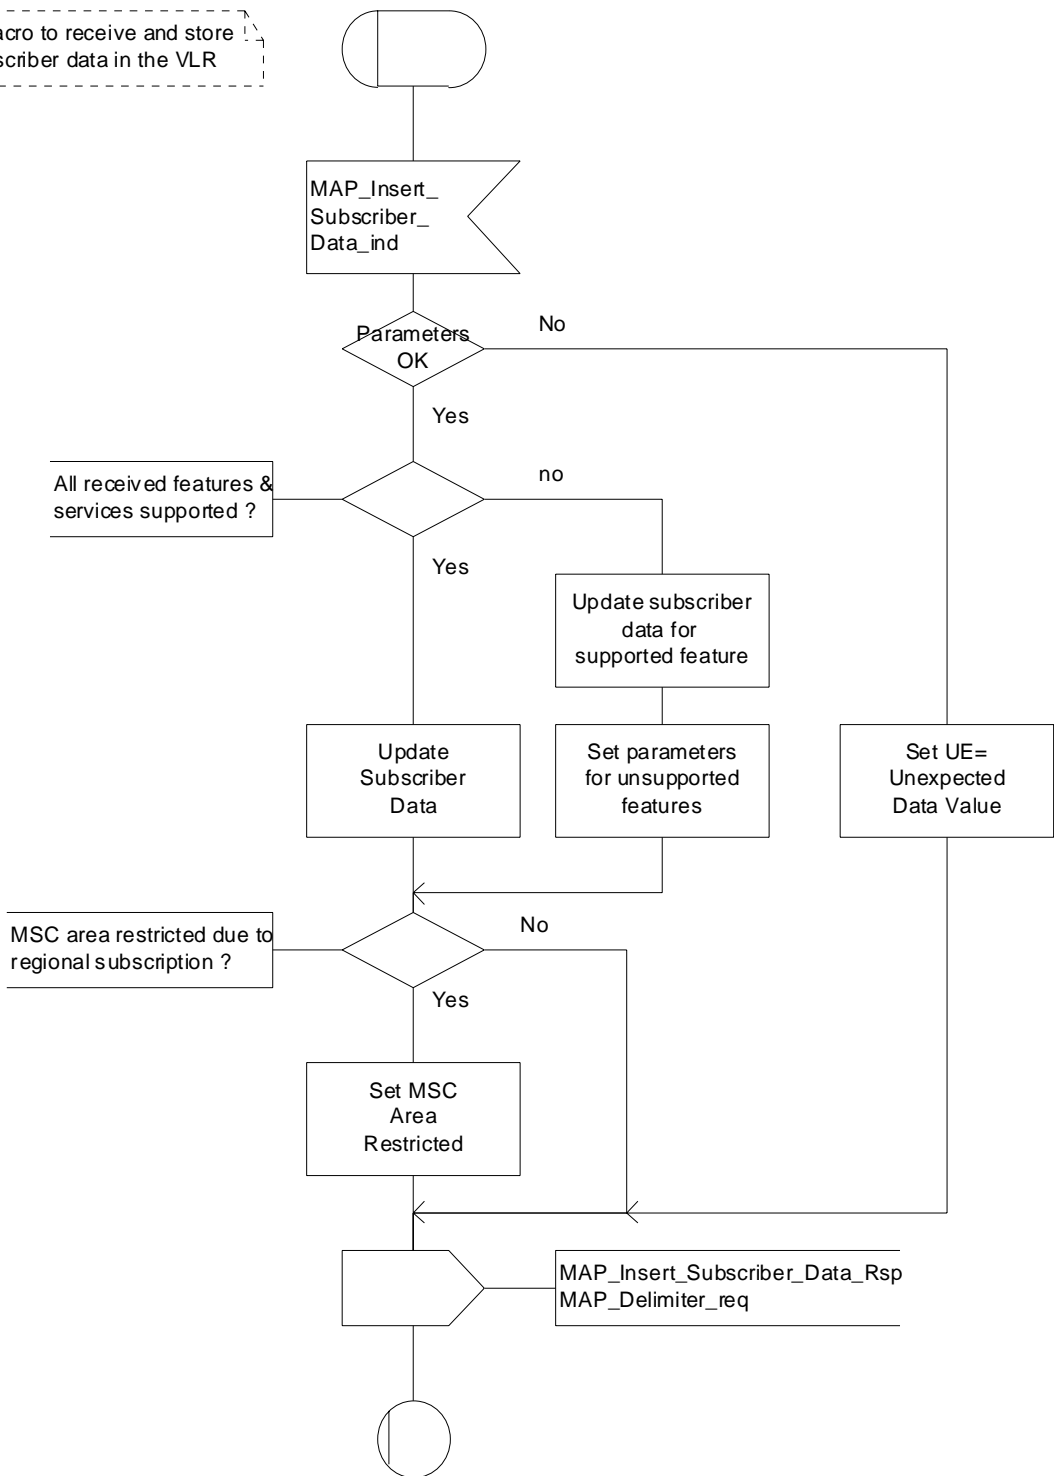 acro to receive and store
scriber data in the VLR
MAP_Insert_
Subscriber_
Data_ind
Parameters
OK
No
Yes
All received features &
services supported ?
no
Yes
Update subscriber
data for
supported feature
Update
Subscriber
Data
Set parameters
for unsupported
features
Set UE=
Unexpected
Data Value
MSC area restricted due to
regional subscription ?
No
Yes
Set MSC
Area
Restricted
MAP_Insert_Subscriber_Data_Rsp
MAP_Delimiter_req